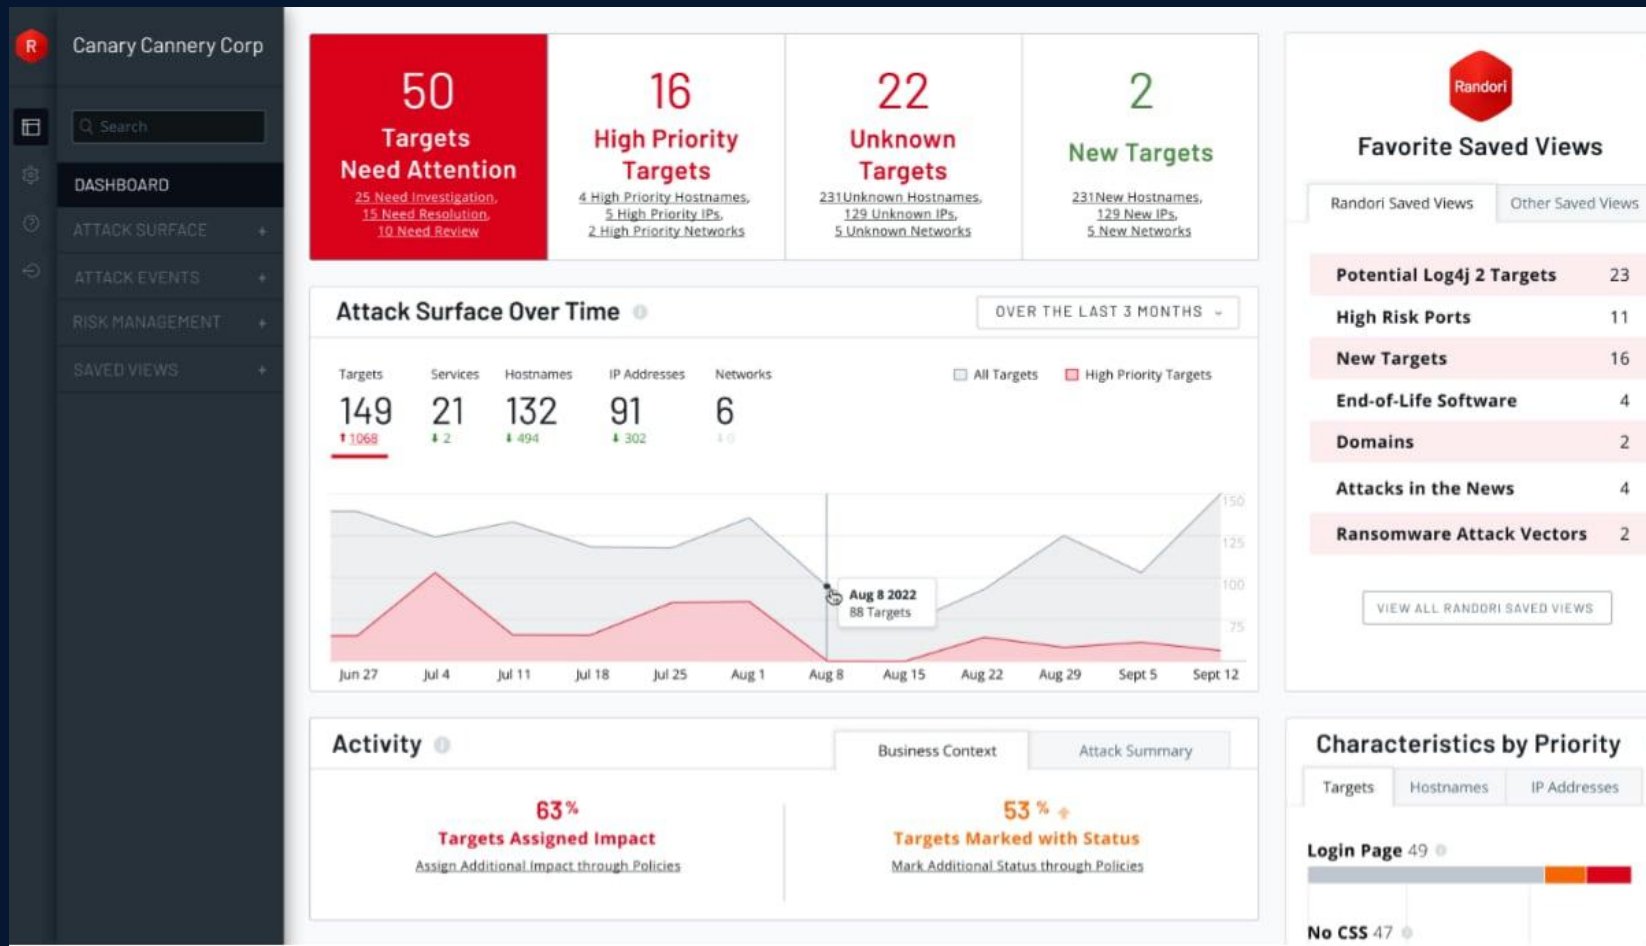 R
Canary Cannery Corp
Search
DASHBOARD
ATTACK SURFACE +
ATTACK EVENTS +
RISK MANAGEMENT +
SAVED VIEWS +
50
Targets
Need Attention
25 Need Investigation,
15 Need Resolution,
10 Need Review
16
High Priority
Targets
4 High Priority Hostnames,
5 High Priority IPs,
2 High Priority Networks
22
Unknown
Targets
231Unknown Hostnames,
129 Unknown IPs,
5 Unknown Networks
2
New Targets
231New Hostnames,
129 New IPs,
5 New Networks
Attack Surface Over Time
OVER THE LAST 3 MONTHS
Targets Services Hostnames IP Addresses Networks
149 21 132 91 6
1068 2 494 302 0
All Targets High Priority Targets
150
125
100
75
Aug 8 2022
88 Targets
Jun 27 Jul 4 Jul 11 Jul 18 Jul 25 Aug 1 Aug 8 Aug 15 Aug 22 Aug 29 Sept 5 Sept 12
Activity
Business Context Attack Summary
63%
Targets Assigned Impact
Assign Additional Impact through Policies
53 %
Targets Marked with Status
Mark Additional Status through Policies
Randori
Favorite Saved Views
Randori Saved Views Other Saved Views
Potential Log4j 2 Targets 23
High Risk Ports 11
New Targets 16
End-of-Life Software 4
Domains 2
Attacks in the News 4
Ransomware Attack Vectors 2
VIEW ALL RANDORI SAVED VIEWS
Characteristics by Priority
Targets Hostnames IP Addresses
Login Page 49
No CSS 47